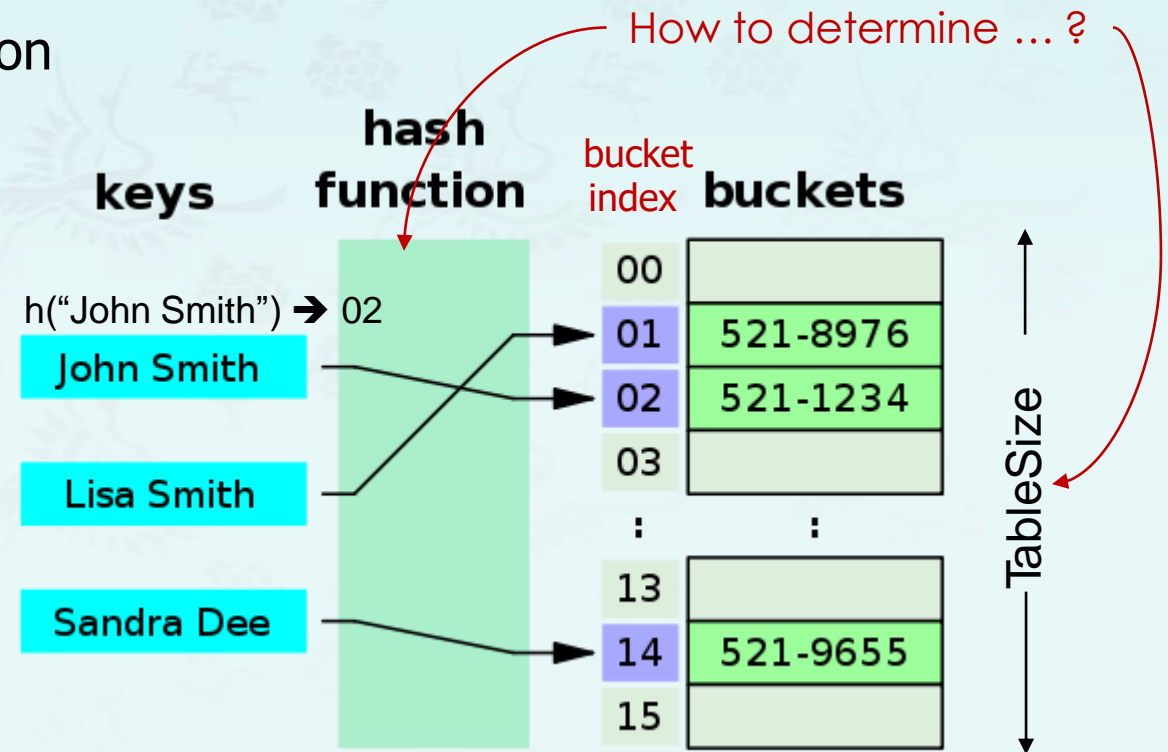 on
How to determine … ?
hash
function
keys
bucket
index
buckets
h(“John Smith”) ➔ 02
John Smith
Lisa Smith
Sandra Dee
00
01 521-8976
02 521-1234
03
: :
13
14 521-9655
15
TableSize